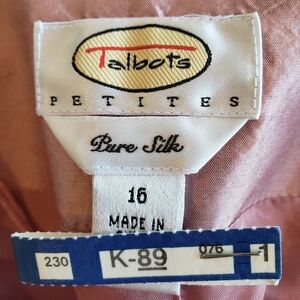 Talbots
PETITES
Pure Silk
16
MADE IN
230 K-89 076 1